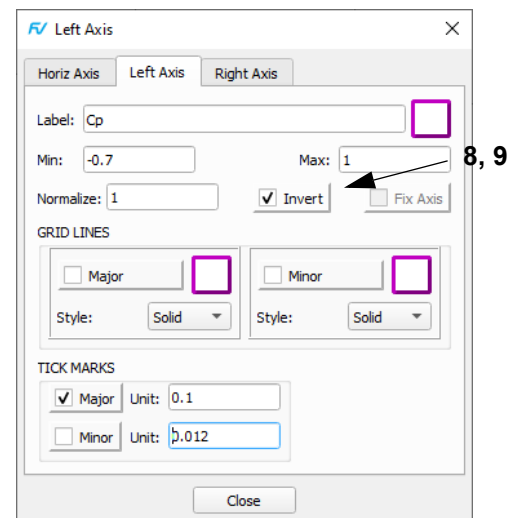 FV Left Axis
Horiz Axis Left Axis Right Axis
Label: Cp
Min: -0.7 Max: 1
8, 9
Normalize: 1 Invert Fix Axis
GRID LINES
Major Minor
Style: Solid Style: Solid
TICK MARKS
Major Unit: 0.1
Minor Unit: 0.012
Close